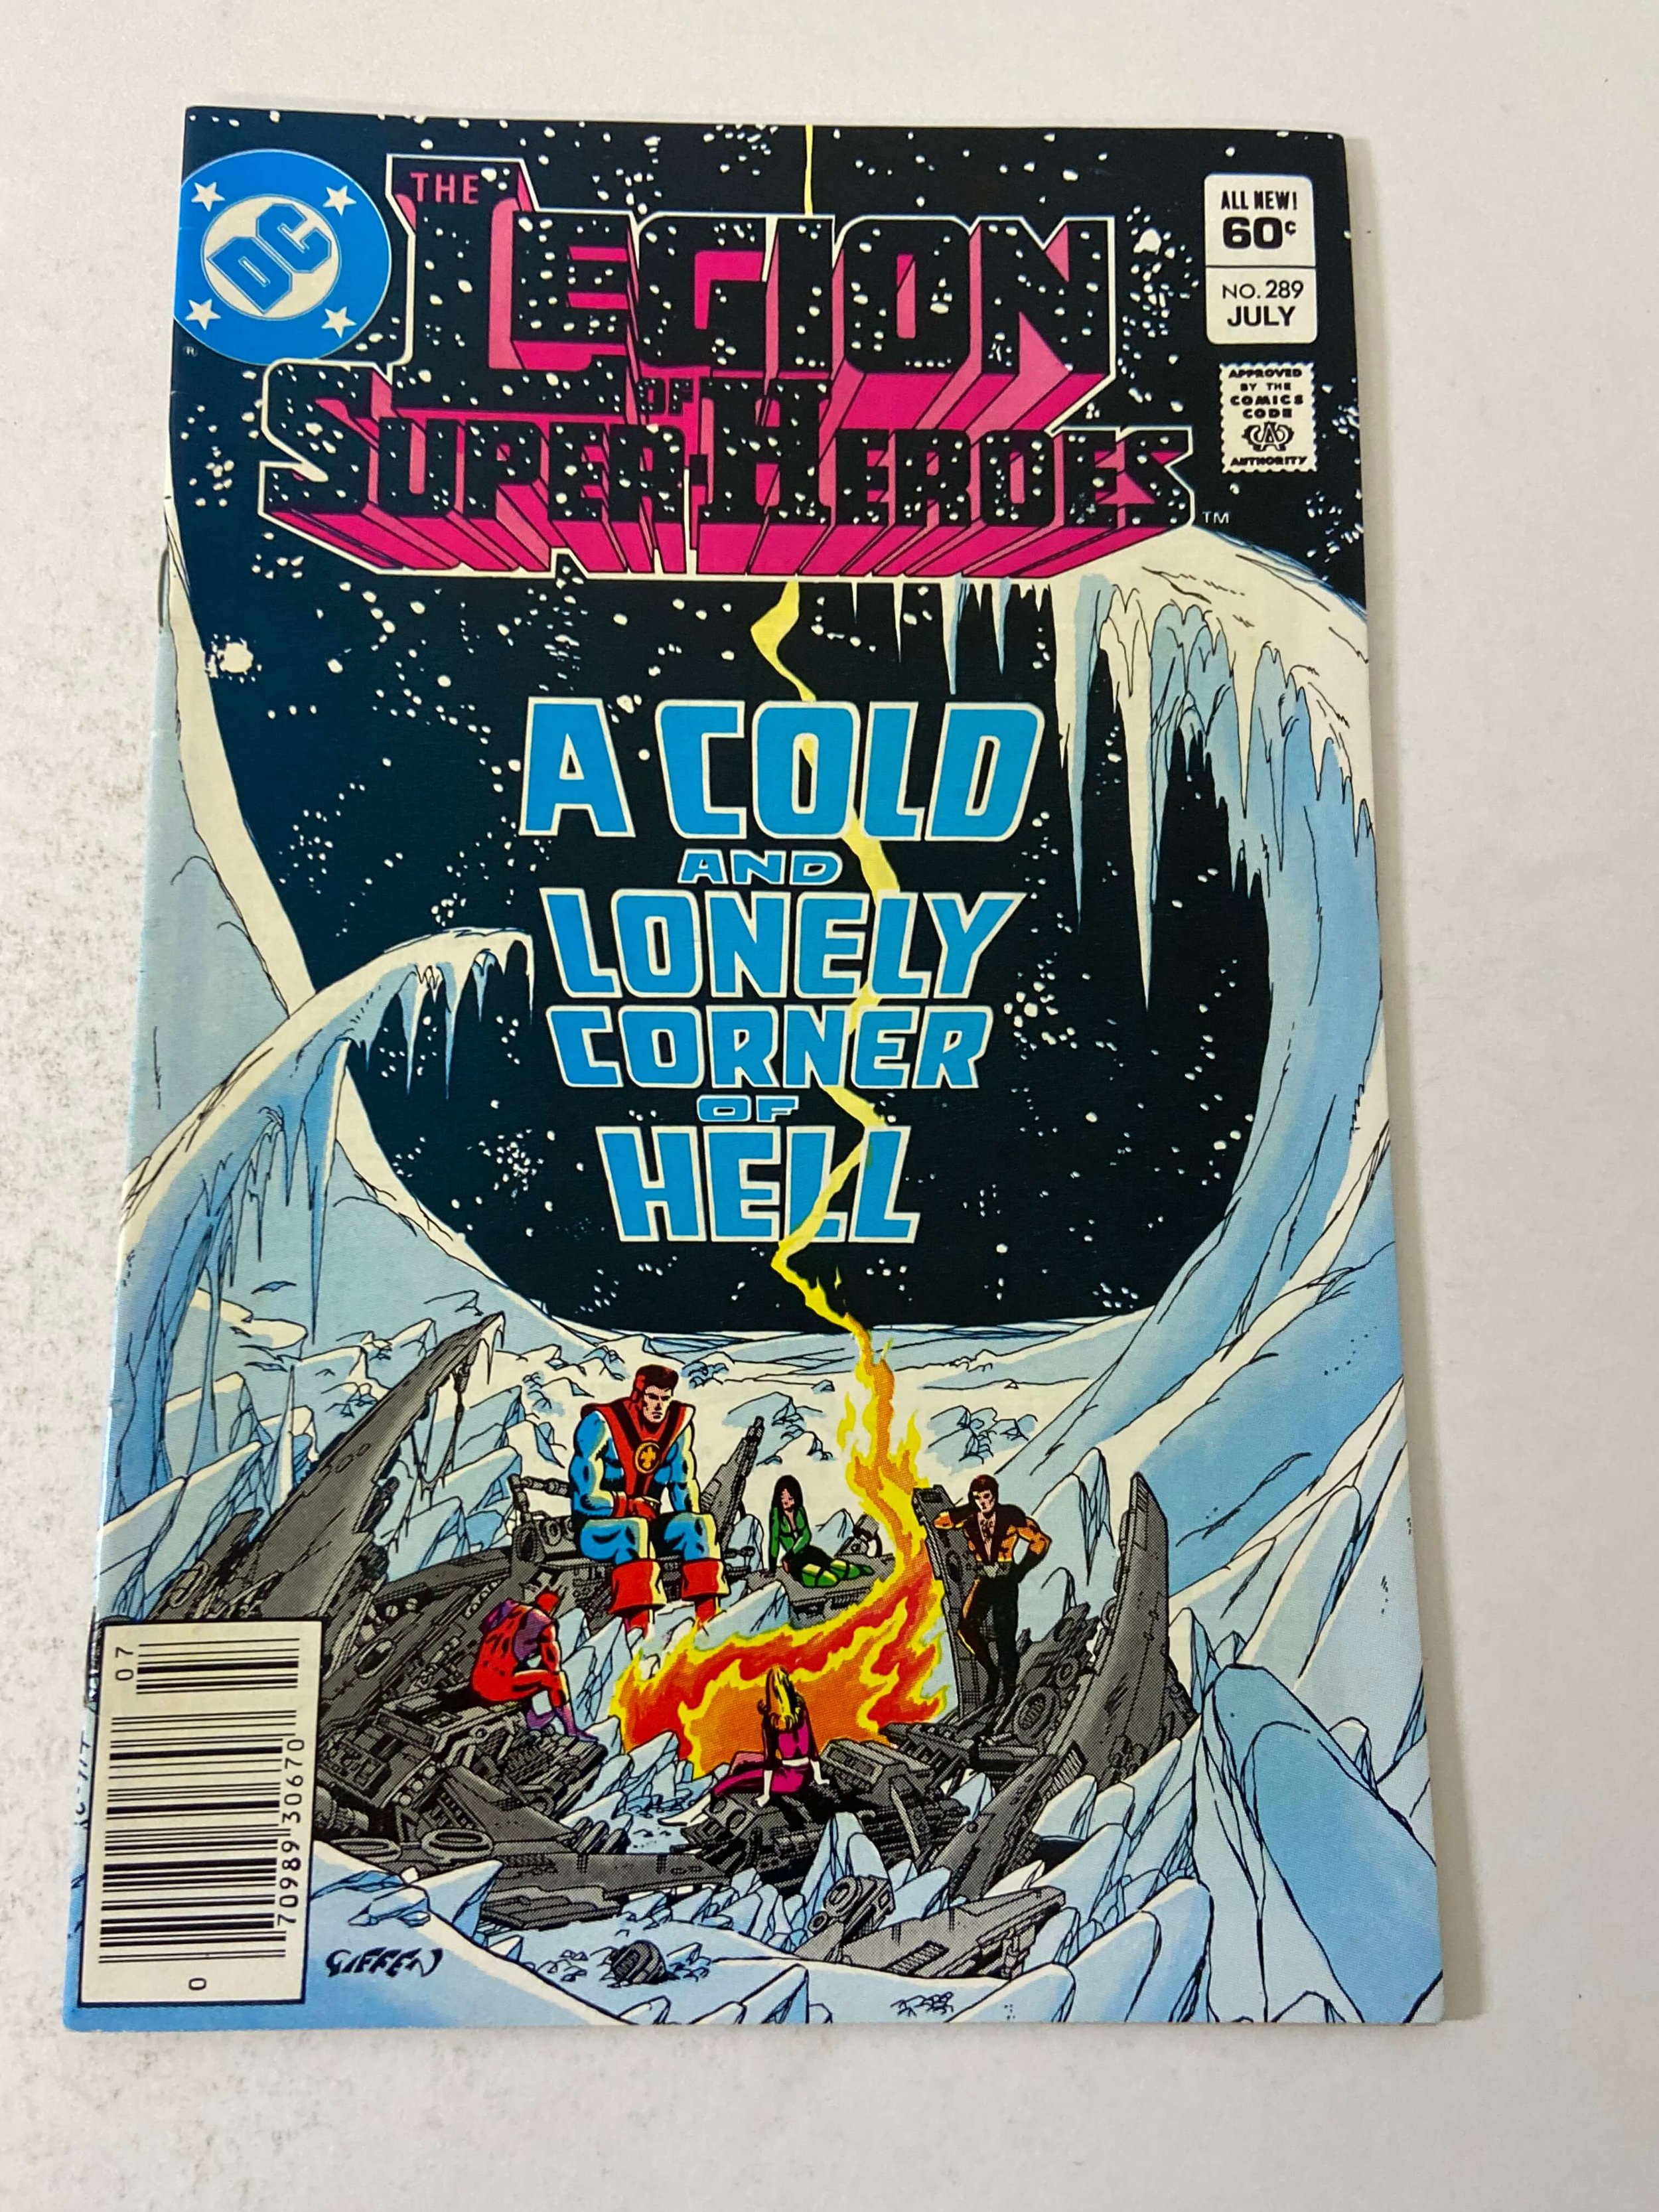 DC
®
THE
LEGION
OF
SUPER-HEROES
TM
ALL NEW!
60¢
NO. 289
JULY
APPROVED
BY THE
COMICS
CODE
CA
AUTHORITY
A COLD
AND
LONELY
CORNER
OF
HELL
07
70989 30670
0
GIFFEN